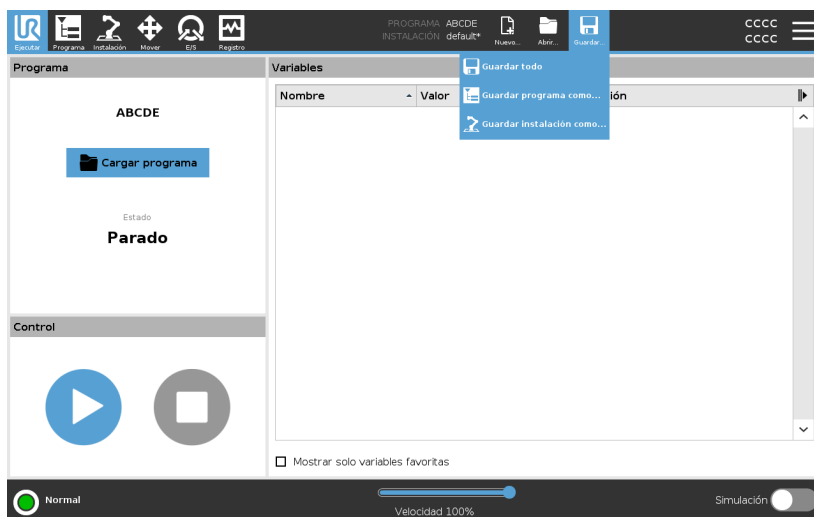 UR
PROGRAMA ABCDE
INSTALACIÓN default*
cccc
cccc
Ejecutar Programa Instalación Mover E/S Registro
Nuevo... Abrir... Guardar...
Programa
Variables
Guardar todo
Guardar programa como...
Guardar instalación como...
Nombre Valor ión
ABCDE
Cargar programa
Estado
Parado
Control
Mostrar solo variables favoritas
Normal
Velocidad 100%
Simulación